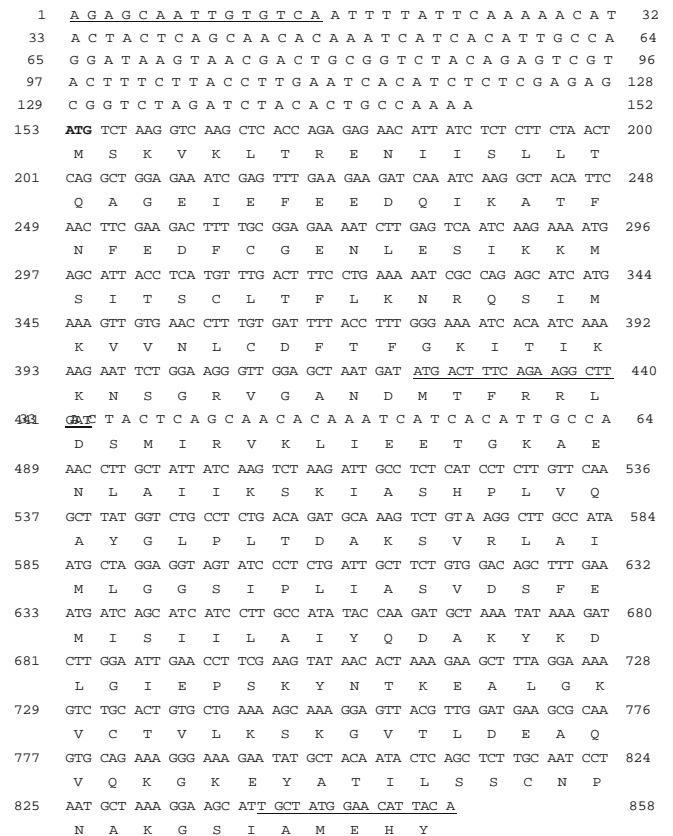 1 A G A G C A A T T G T G T C A A T T T T A T T C A A A A A C A T 32
33 A C T A C T C A G C A A C A C A A A T C A T C A C A T T G C C A 64
65 G G A T A A G T A A C G A C T G C G G T C T A C A G A G T C G T 96
97 A C T T T C T T A C C T T G A A T C A C A T C T C T C G A G A G 128
129 C G G T C T A G A T C T A C A C T G C C A A A A 152
153 ATG TCT AAG GTC AAG CTC ACC AGA GAG AAC ATT ATC TCT CTT CTA ACT 200
M S K V K L T R E N I I S L L T
201 CAG GCT GGA GAA ATC GAG TTT GAA GAA GAT CAA ATC AAG GCT ACA TTC 248
Q A G E I E F E E D Q I K A T F
249 AAC TTC GAA GAC TTT TGC GGA GAA AAT CTT GAG TCA ATC AAG AAA ATG 296
N F E D F C G E N L E S I K K M
297 AGC ATT ACC TCA TGT TTG ACT TTC CTG AAA AAT CGC CAG AGC ATC ATG 344
S I T S C L T F L K N R Q S I M
345 AAA GTT GTG AAC CTT TGT GAT TTT ACC TTT GGG AAA ATC ACA ATC AAA 392
K V V N L C D F T F G K I T I K
393 AAG AAT TCT GGA AGG GTT GGA GCT AAT GAT ATG ACT TTC AGA AGG CTT 440
K N S G R V G A N D M T F R R L
C T A C T C A G C A A C A C A A A T C A T C A C A T T G C C A 64
D S M I R V K L I E E T G K A E
489 AAC CTT GCT ATT ATC AAG TCT AAG ATT GCC TCT CAT CCT CTT GTT CAA 536
N L A I I K S K I A S H P L V Q
537 GCT TAT GGT CTG CCT CTG ACA GAT GCA AAG TCT GTA AGG CTT GCC ATA 584
A Y G L P L T D A K S V R L A I
585 ATG CTA GGA GGT AGT ATC CCT CTG ATT GCT TCT GTG GAC AGC TTT GAA 632
M L G G S I P L I A S V D S F E
633 ATG ATC AGC ATC ATC CTT GCC ATA TAC CAA GAT GCT AAA TAT AAA GAT 680
M I S I I L A I Y Q D A K Y K D
681 CTT GGA ATT GAA CCT TCG AAG TAT AAC ACT AAA GAA GCT TTA GGA AAA 728
L G I E P S K Y N T K E A L G K
729 GTC TGC ACT GTG CTG AAA AGC AAA GGA GTT ACG TTG GAT GAA GCG CAA 776
V C T V L K S K G V T L D E A Q
777 GTG CAG AAA GGG AAA GAA TAT GCT ACA ATA CTC AGC TCT TGC AAT CCT 824
V Q K G K E Y A T I L S S C N P
825 AAT GCT AAA GGA AGC ATT GCT ATG GAA CAT TAC A 858
N A K G S I A M E H Y